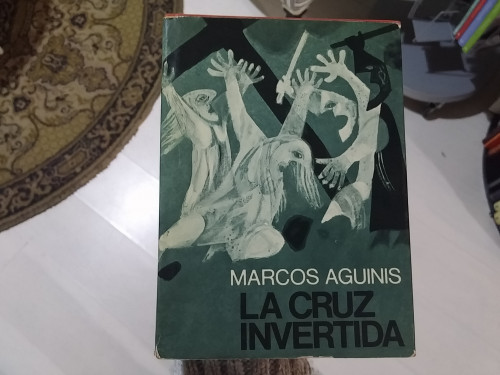 MARCOS AGUINIS
LA CRUZ
INVERTIDA